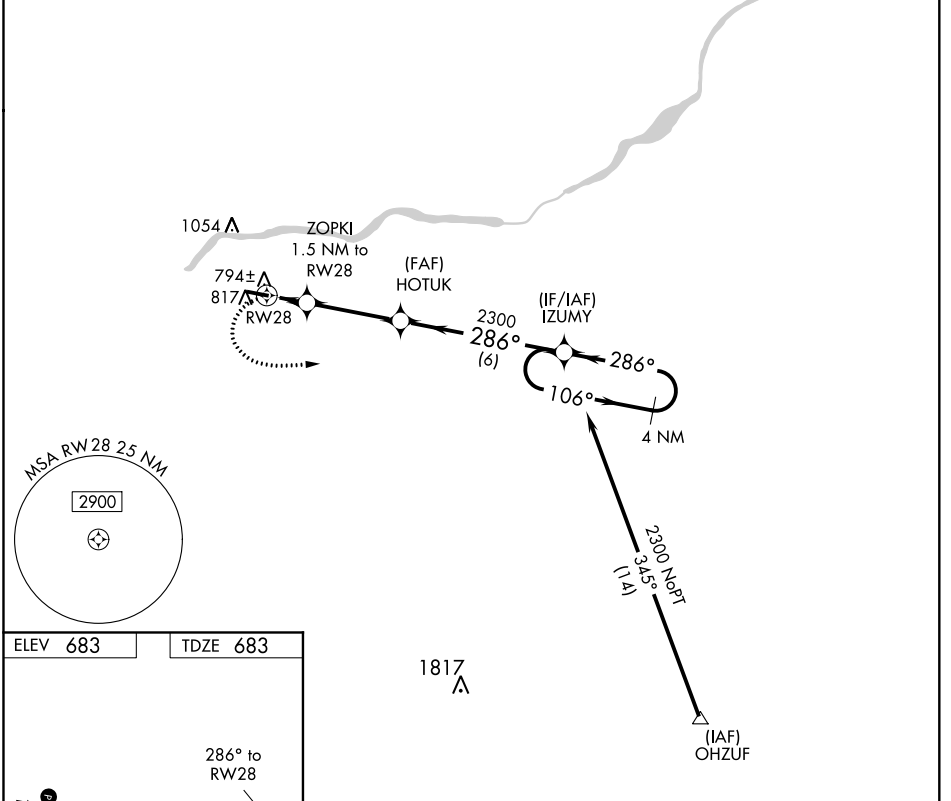 1054
ZOPKI
1.5 NM to
RW28
(FAF)
HOTUK
794±
817
RW28
(IF/IAF)
IZUMY
2300
286°
(6)
286°
106°
4 NM
MSA RW 28 25 NM
2900
2300 NoPT
345°
(14)
ELEV 683
TDZE 683
1817
(IAF)
OHZUF
286° to
RW28
P